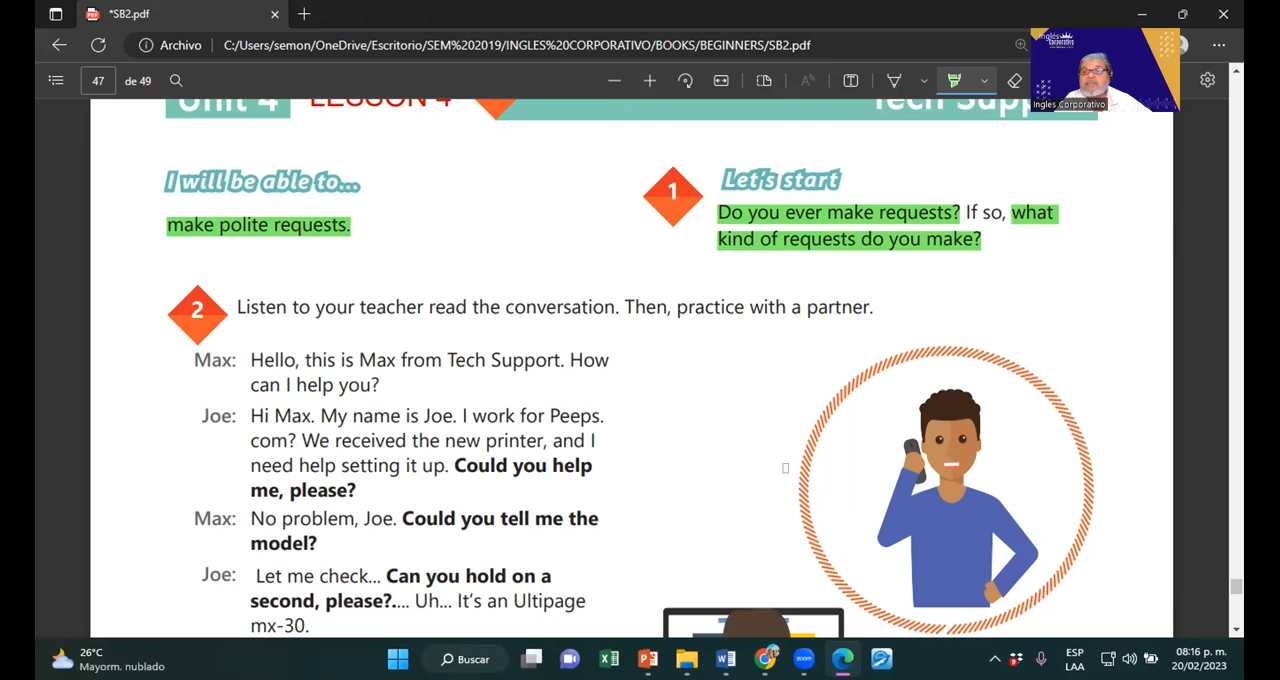 *SB2.pdf
Archivo
C:/Users/semon/OneDrive/Escritorio/SEM%202019/INGLES%20CORPORATIVO/BOOKS/BEGINNERS/SB2.pdf
47
de 49
Ingles Corporativo
Unit 4
LESSON 4
I will be able to...
make polite requests.
1
Let's start
Do you ever make requests? If so, what
kind of requests do you make?
2
Listen to your teacher read the conversation. Then, practice with a partner.
Max: Hello, this is Max from Tech Support. How
can I help you?
Joe: Hi Max. My name is Joe. I work for Peeps.
com? We received the new printer, and I
need help setting it up. Could you help
me, please?
Max: No problem, Joe. Could you tell me the
model?
Joe: Let me check... Can you hold on a
second, please?.... Uh... It's an Ultipage
mx-30.
26°C
Mayorm. nublado
Buscar
zoom
ESP
LAA
08:16 p. m.
20/02/2023